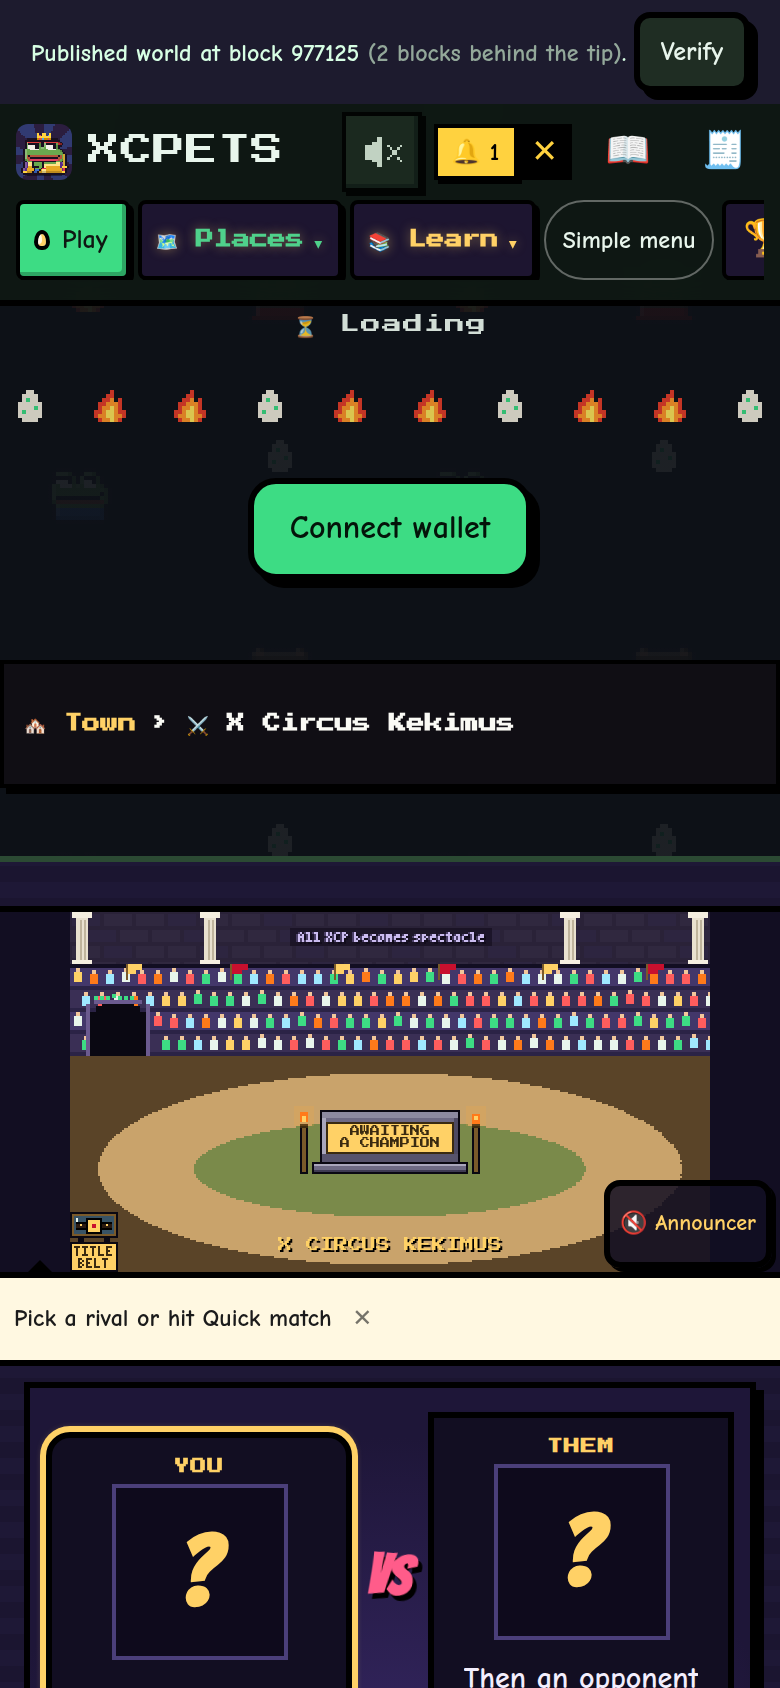 Published world at block 977125 (2 blocks behind the tip). Verify
XCPETS 1 ✕
Play Places ▾ Learn ▾ Simple menu
Loading
Connect wallet
Town › X Circus Kekimus
All XCP becomes spectacle
AWAITING
A CHAMPION
Announcer
X CIRCUS KEKIMUS
TITLE
BELT
Pick a rival or hit Quick match ✕
YOU
THEM
?
?
VS
Then an opponent